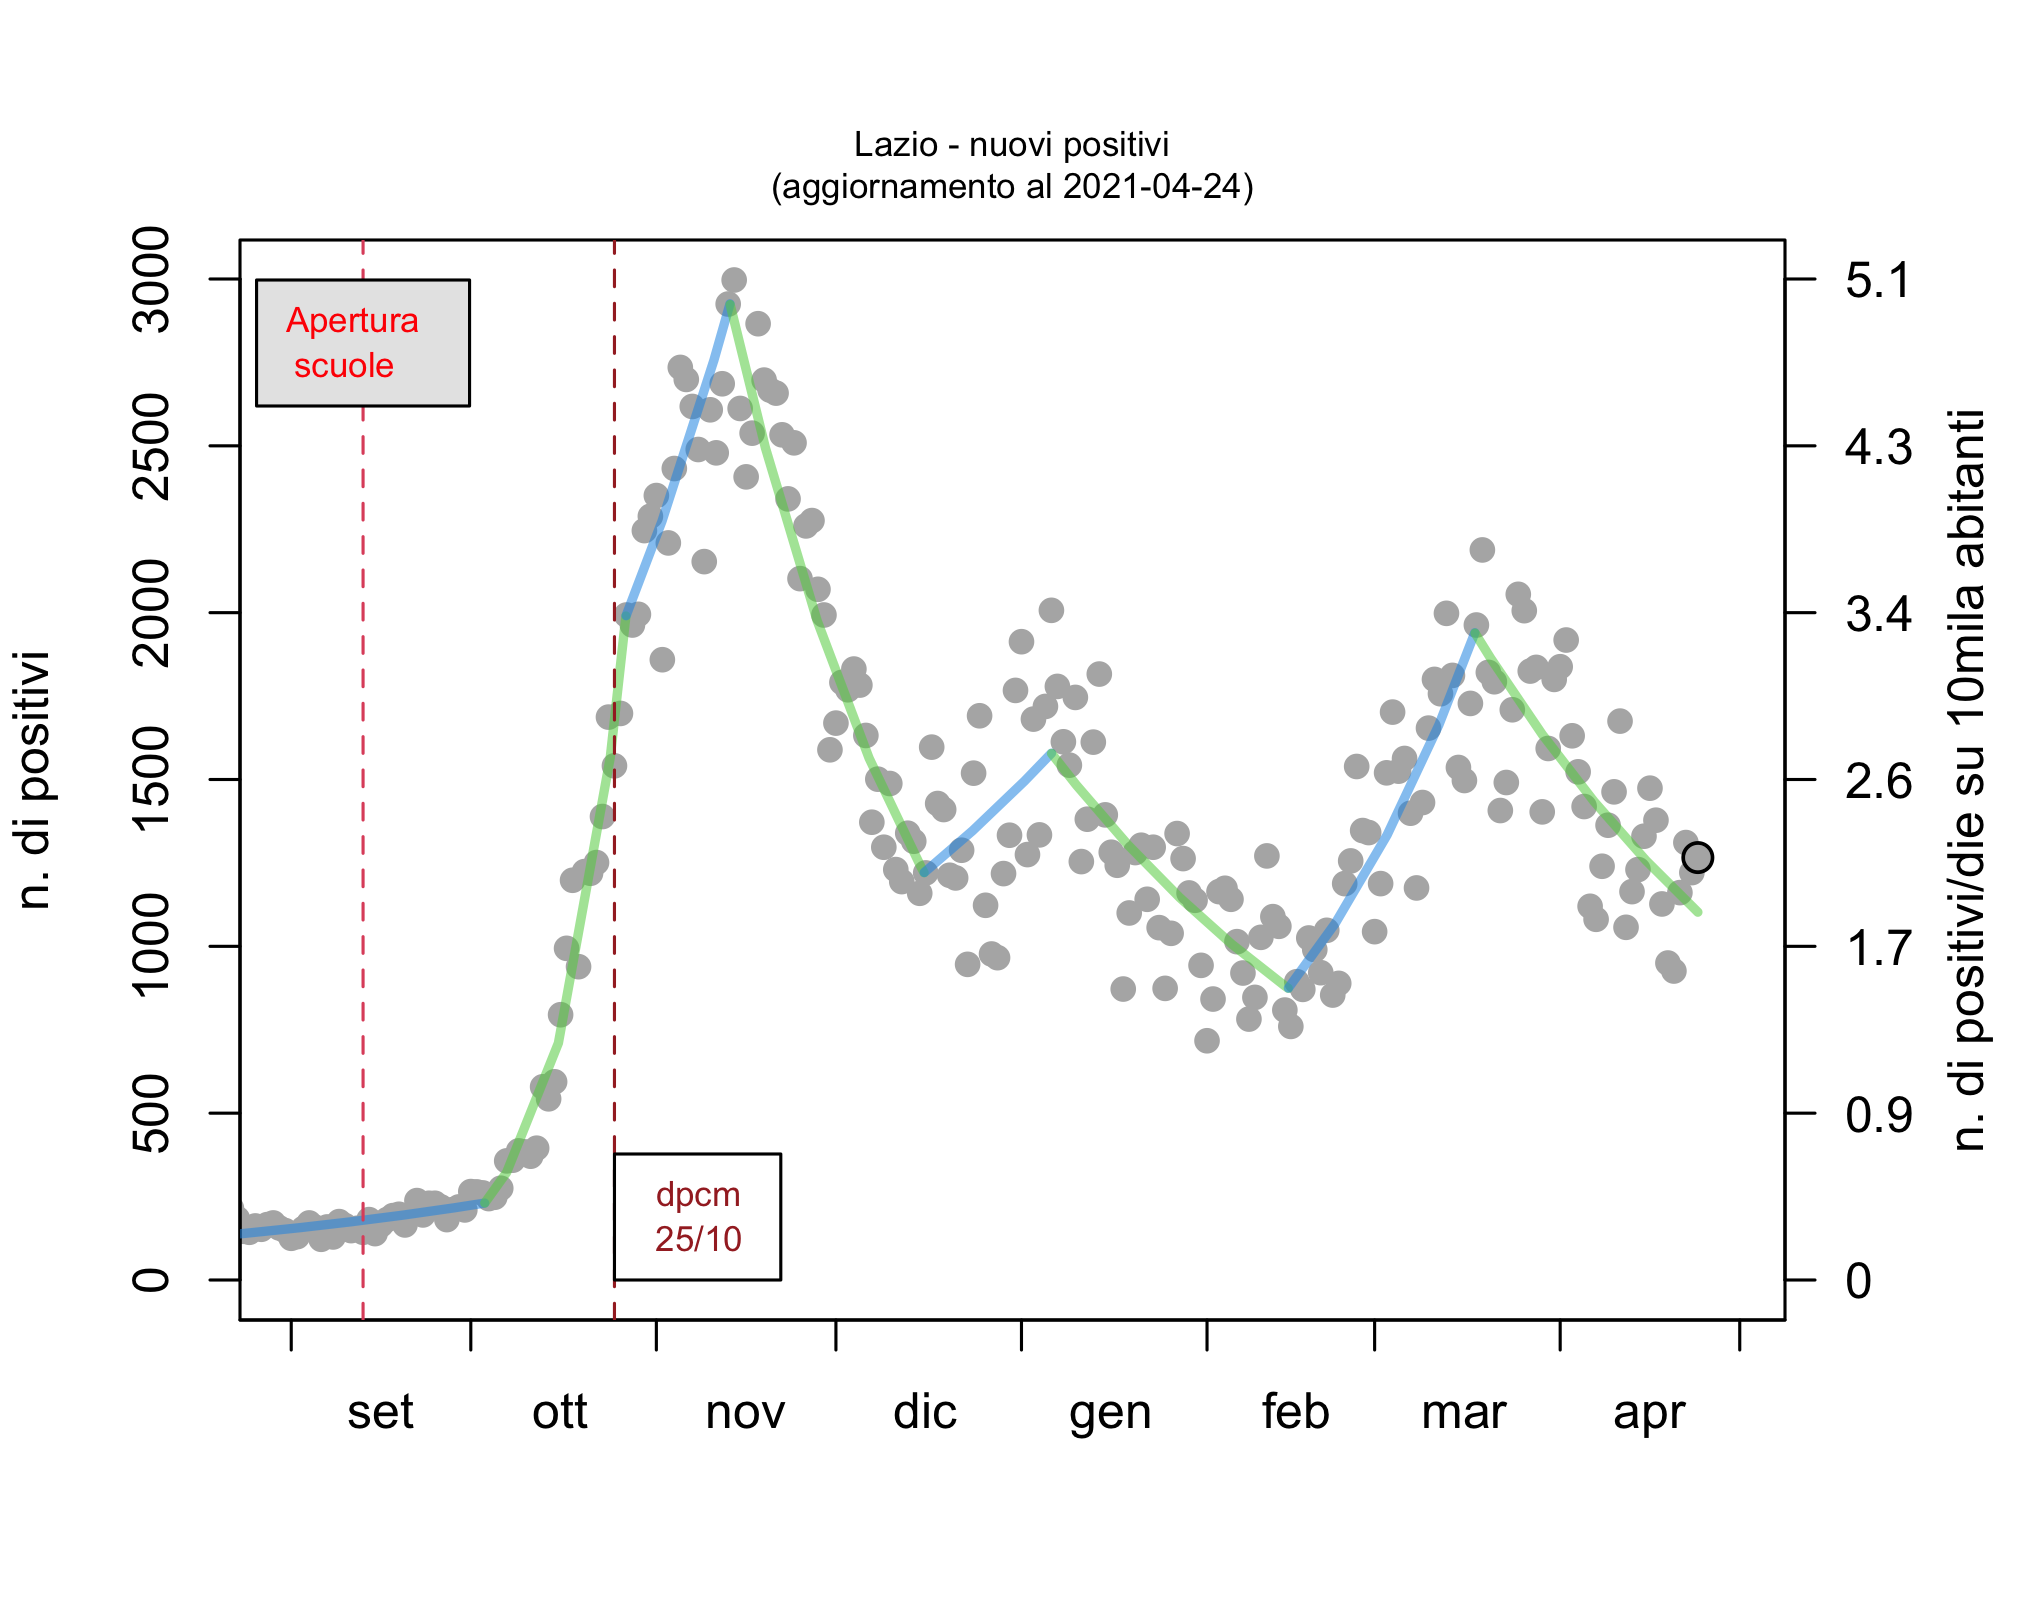 Lazio - nuovi positivi
(aggiornamento al 2021-04-24)
n. di positivi
3000
2500
2000
1500
1000
500
0
Apertura
scuole
dpcm
25/10
5.1
4.3
3.4
2.6
1.7
0.9
0
n. di positivi/die su 10mila abitanti
set ott nov dic gen feb mar apr